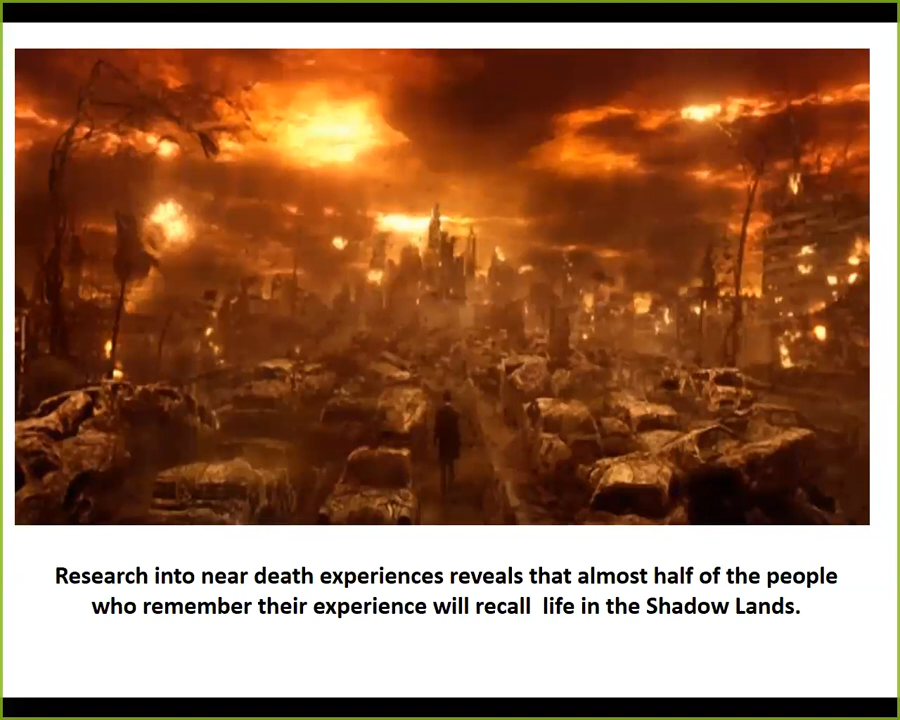 Research into near death experiences reveals that almost half of the people
who remember their experience will recall  life in the Shadow Lands.